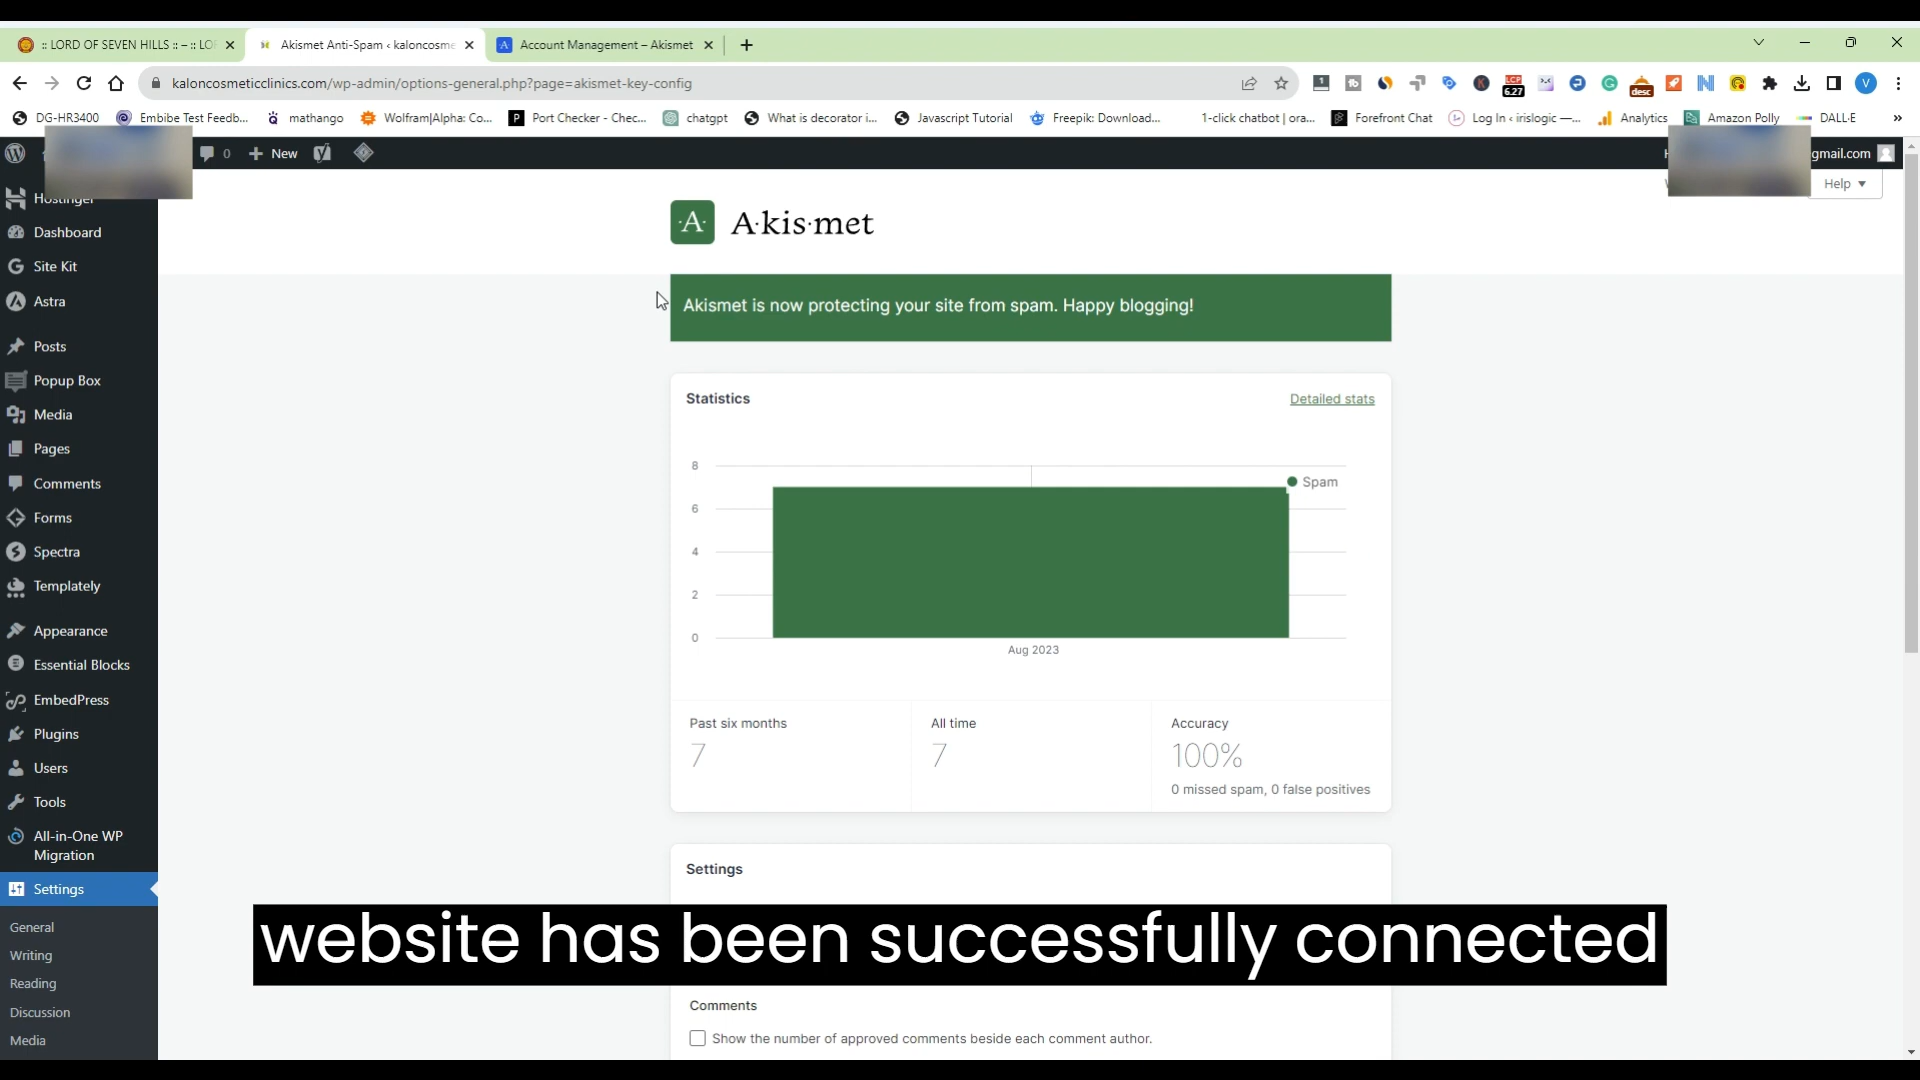 :: LORD OF SEVEN HILLS :: – :: LOF
Akismet Anti-Spam ‹ kaloncosme
Account Management – Akismet
kaloncosmeticclinics.com/wp-admin/options-general.php?page=akismet-key-config
1
LCP
6.27
desc
V
DG-HR3400
Embibe Test Feedb...
mathango
Wolfram|Alpha: Co...
Port Checker - Chec...
chatgpt
What is decorator i...
Javascript Tutorial
Freepik: Download...
1-click chatbot | ora...
Forefront Chat
Log In ‹ irislogic —...
Analytics
Amazon Polly
DALL·E
»
0
New
gmail.com
Help
Hostinger
Dashboard
Site Kit
Astra
Posts
Popup Box
Media
Pages
Comments
Forms
Spectra
Templately
Appearance
Essential Blocks
EmbedPress
Plugins
Users
Tools
All-in-One WP
Migration
Settings
General
Writing
Reading
Discussion
Media
·A· A·kis·met
Akismet is now protecting your site from spam. Happy blogging!
Statistics
Detailed stats
8
6
4
2
0
Spam
Aug 2023
Past six months
7
All time
7
Accuracy
100%
0 missed spam, 0 false positives
Settings
website has been successfully connected
Comments
Show the number of approved comments beside each comment author.